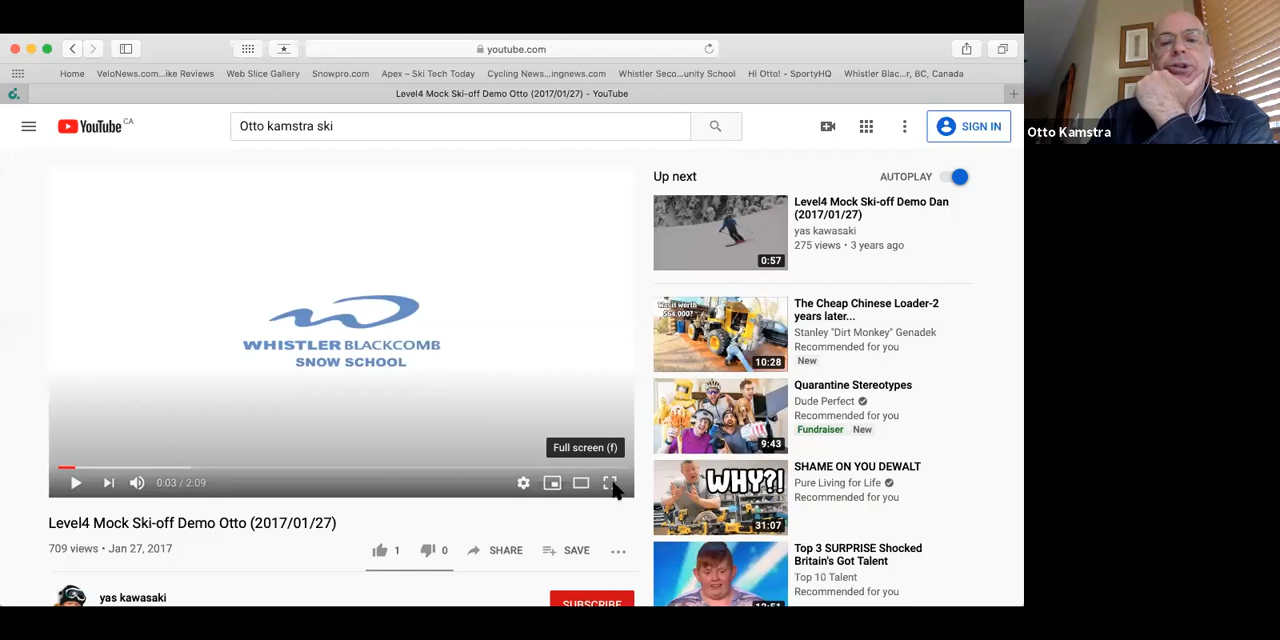 youtube.com
Home
VeloNews.com...ike Reviews
Web Slice Gallery
Snowpro.com
Apex – Ski Tech Today
Cycling News...ingnews.com
Whistler Seco...unity School
Hi Otto! • SportyHQ
Whistler Blac...r, BC, Canada
Level4 Mock Ski-off Demo Otto (2017/01/27) - YouTube
YouTube CA
Otto kamstra ski
SIGN IN
WHISTLER BLACKCOMB
SNOW SCHOOL
Full screen (f)
0:03 / 2:09
Level4 Mock Ski-off Demo Otto (2017/01/27)
709 views • Jan 27, 2017
1
0
SHARE
SAVE
yas kawasaki
SUBSCRIBE
Up next
AUTOPLAY
Level4 Mock Ski-off Demo Dan
(2017/01/27)
yas kawasaki
275 views • 3 years ago
0:57
Was it worth
$64,000?
10:28
The Cheap Chinese Loader-2
years later...
Stanley "Dirt Monkey" Genadek
Recommended for you
New
9:43
Quarantine Stereotypes
Dude Perfect
Recommended for you
Fundraiser New
WHY?!
31:07
SHAME ON YOU DEWALT
Pure Living for Life
Recommended for you
Top 3 SURPRISE Shocked
Britain's Got Talent
Top 10 Talent
Recommended for you
12:51
Otto Kamstra